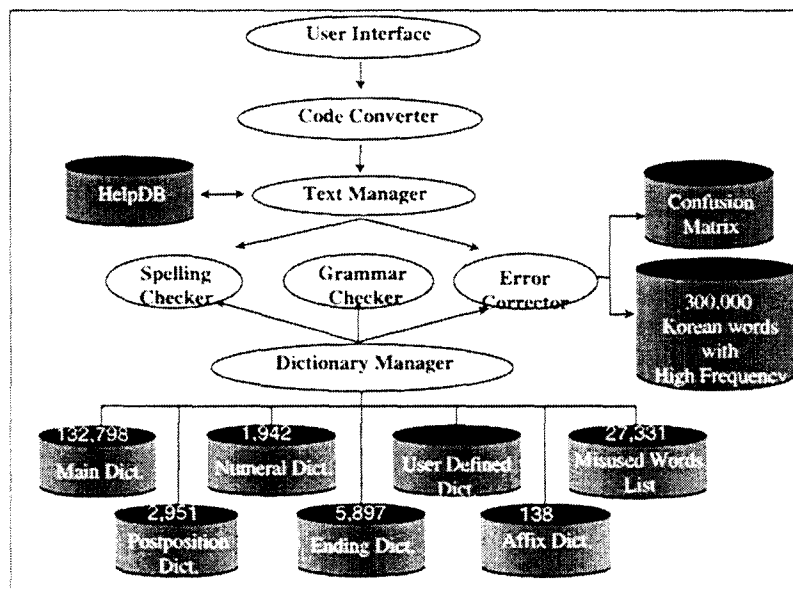 User Interface
Code Converter
HelpDB
Text Manager
Confusion
Matrix
Spelling
Checker
Grammar
Checker
Error
Corrector
300,000
Korean words
with
High Frequency
Dictionary Manager
132,798
Main Dict.
1,942
Numeral Dict.
User Defined
Dict.
27,331
Misused Words
List
2,951
Postposition
Dict.
5,897
Ending Dict.
138
Affix Dict.